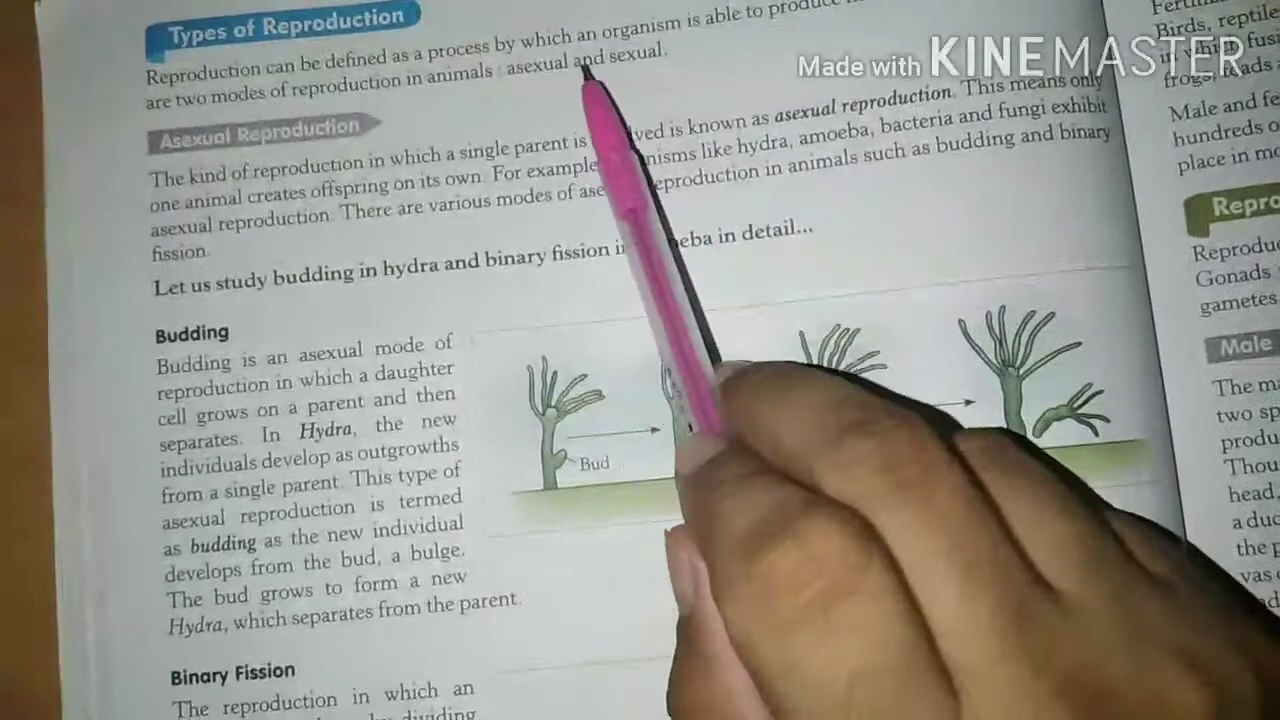 Types of Reproduction
Reproduction can be defined as a process by which an organism is able to produce
are two modes of reproduction in animals : asexual and sexual.
Asexual Reproduction
The kind of reproduction in which a single parent is is known as asexual reproduction. This means only
one animal creates offspring on its own. For example like hydra, amoeba, bacteria and fungi exhibit
asexual reproduction. There are various modes of reproduction in animals such as budding and binary
fission.
Let us study budding in hydra and binary fission in detail...
Budding
Budding is an asexual mode of
reproduction in which a daughter
cell grows on a parent and then
separates. In Hydra, the new
individuals develop as outgrowths
from a single parent. This type of
asexual reproduction is termed
as budding as the new individual
develops from the bud, a bulge.
The bud grows to form a new
Hydra, which separates from the parent.
Bud
Binary Fission
The reproduction in which an
dividing
Made with KINEMASTER
Birds, reptile
in which fusi
frogs, toads
Male and fe
hundreds o
place in mo
Repro
Reprodu
Gonads
gametes
Male
The ma
two sp
produ
Thou
head,
a duc
the p
vas